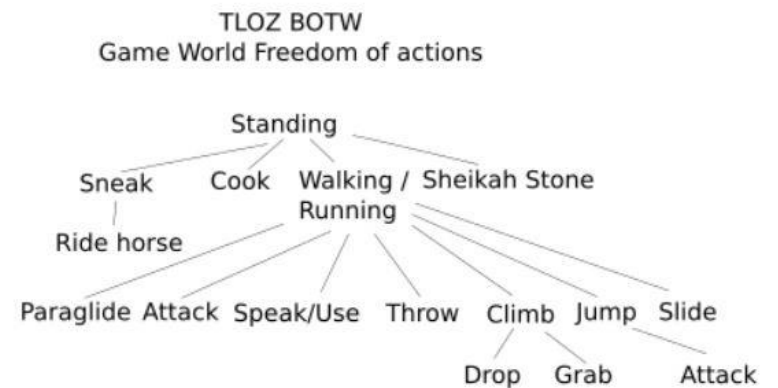 TLOZ BOTW
Game World Freedom of actions
Standing
Sneak
Cook
Walking /
Running
Sheikah Stone
Ride horse
Paraglide
Attack
Speak/Use
Throw
Climb
Jump
Slide
Drop
Grab
Attack